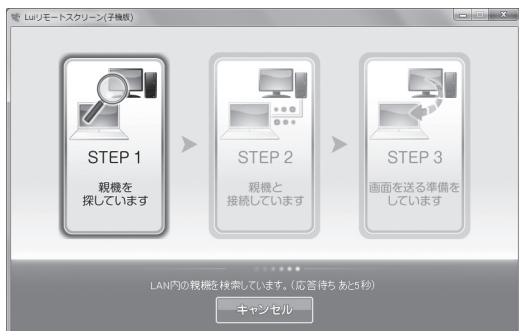 Luiリモートスクリーン(子機版)
STEP 1
親機を
探しています
STEP 2
親機と
接続しています
STEP 3
画面を送る準備を
しています
LAN内の親機を検索しています。(応答待ち あと5秒)
キャンセル